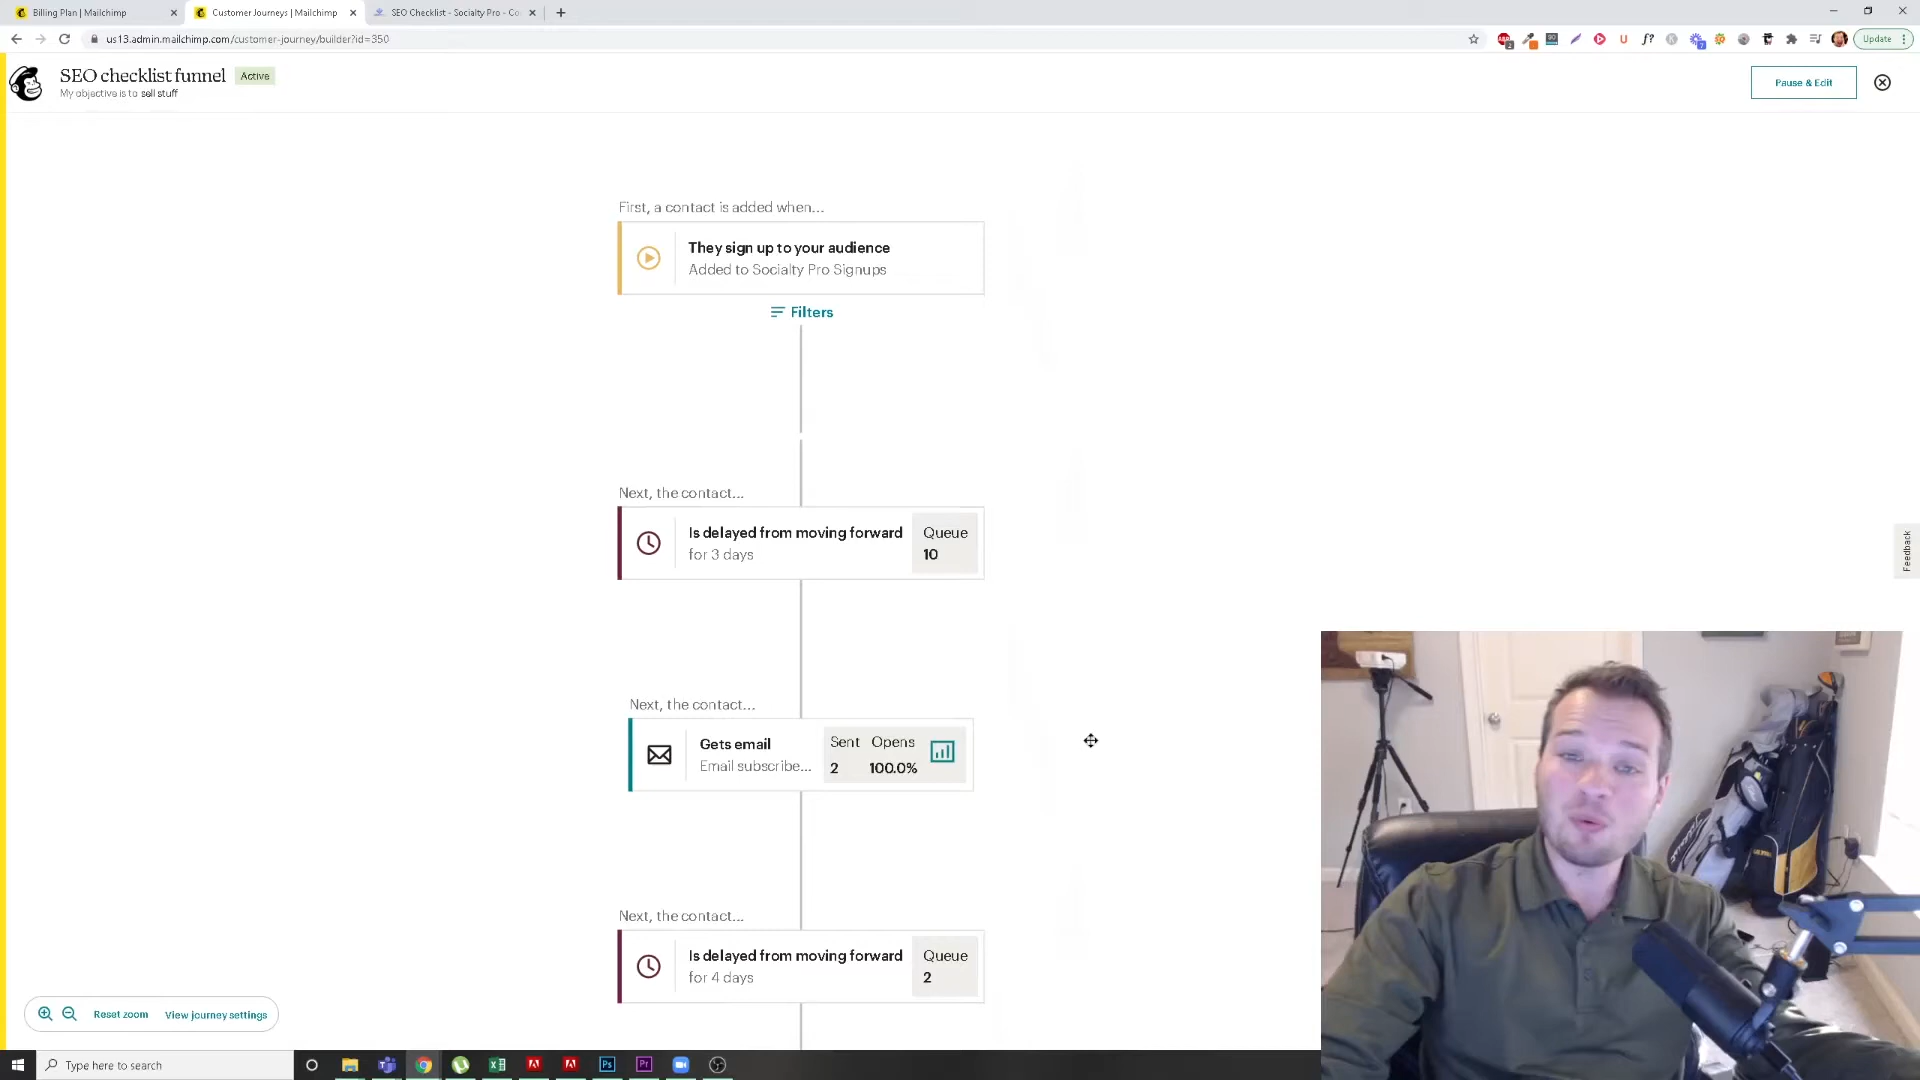 Billing Plan | Mailchimp
Customer Journeys | Mailchimp
SEO Checklist - Socialty Pro - Co
us13.admin.mailchimp.com/customer-journey/builder?id=350
Update
SEO checklist funnel
Active
My objective is to sell stuff
Pause & Edit
First, a contact is added when...
They sign up to your audience
Added to Socialty Pro Signups
Filters
Next, the contact...
Is delayed from moving forward
for 3 days
Queue
10
Feedback
Next, the contact...
Gets email
Email subscribe...
Sent Opens
2 100.0%
Next, the contact...
Is delayed from moving forward
for 4 days
Queue
2
Reset zoom
View journey settings
Type here to search